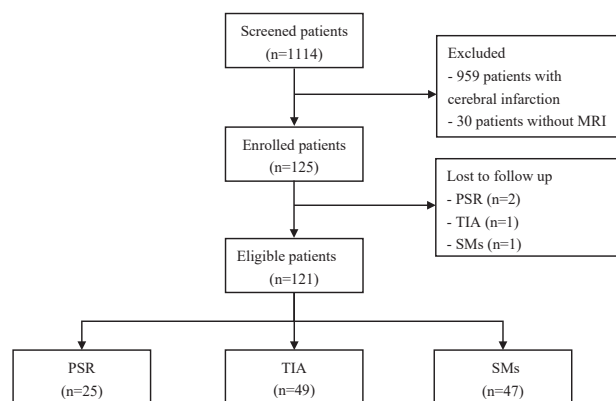 Screened patients
(n=1114)
Excluded
- 959 patients with
cerebral infarction
- 30 patients without MRI
Enrolled patients
(n=125)
Lost to follow up
- PSR (n=2)
- TIA (n=1)
- SMs (n=1)
Eligible patients
(n=121)
PSR
(n=25)
TIA
(n=49)
SMs
(n=47)